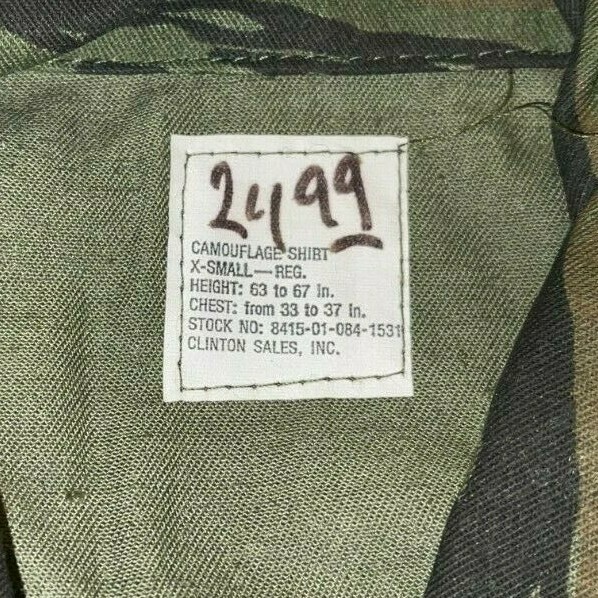 2499
CAMOUFLAGE SHIRT
X-SMALL—REG.
HEIGHT: 63 to 67 In.
CHEST: from 33 to 37 In.
STOCK NO: 8415-01-084-1531
CLINTON SALES, INC.